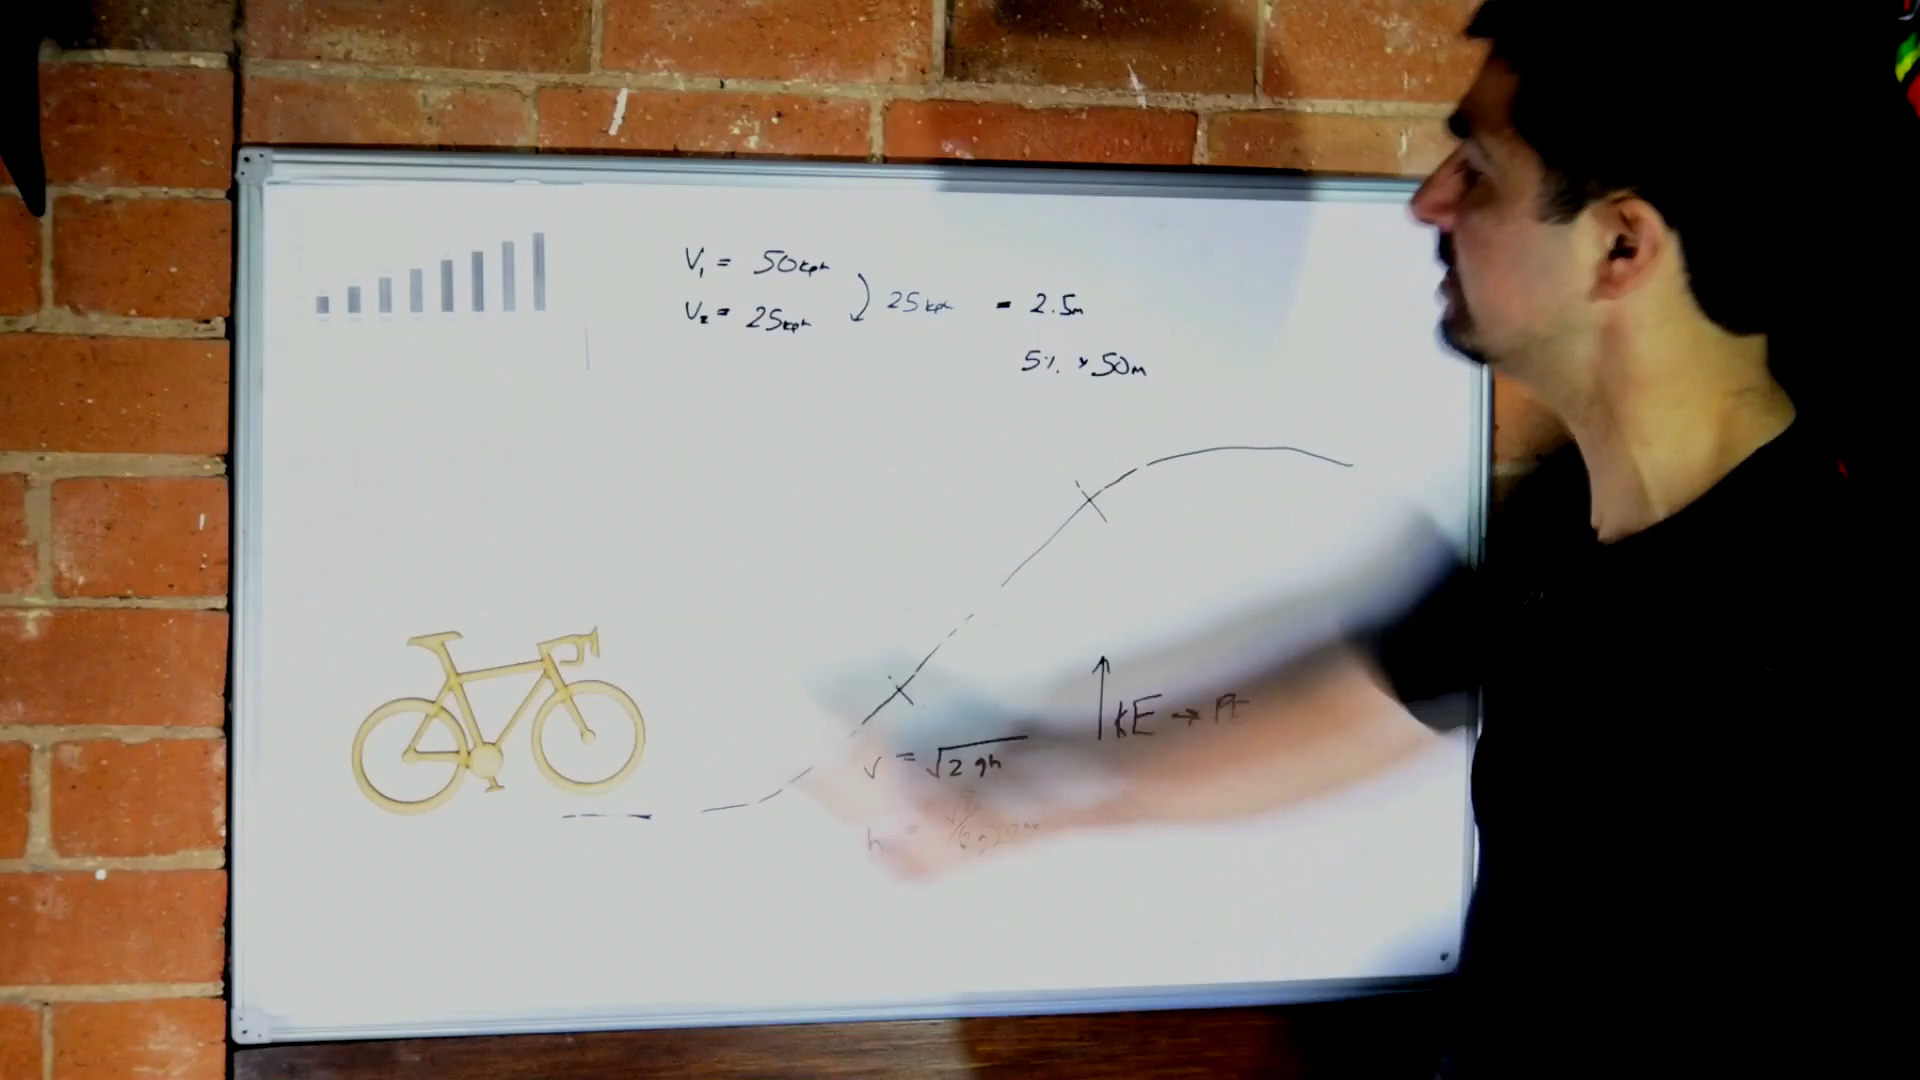 V₁ = 50kph
V₂ = 25kph
25kph = 2.5m
5% × 50m
KE → PE
v = √2gh
h =